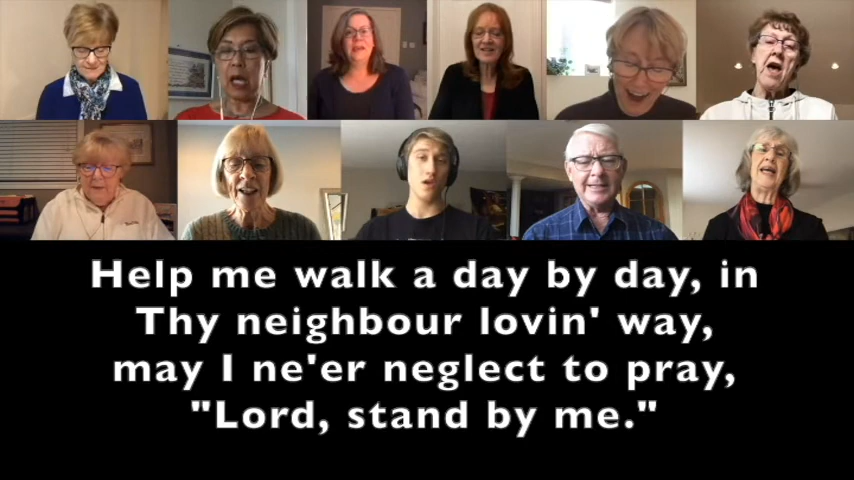 Help me walk a day by day, in
Thy neighbour lovin' way,
may I ne'er neglect to pray,
"Lord, stand by me."